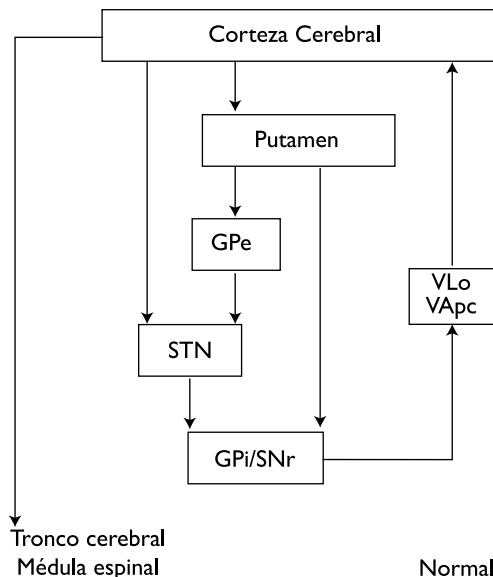 Corteza Cerebral
Putamen
GPe
VLo
VApc
STN
GPi/SNr
Tronco cerebral
Médula espinal
Normal